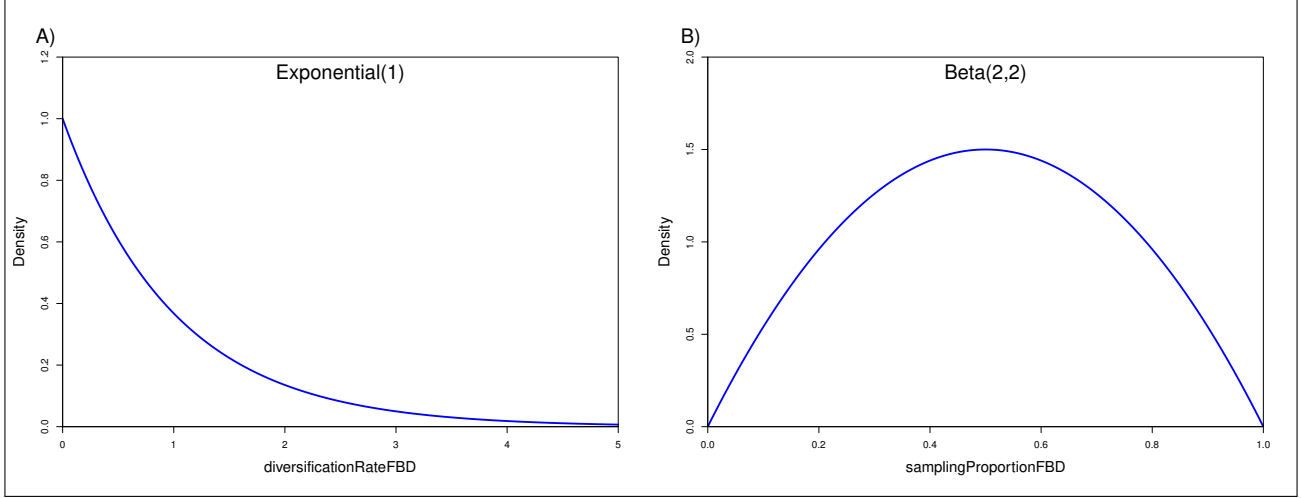 A)
Exponential(1)
Density
0.0
0.2
0.4
0.6
0.8
1.0
1.2
0 1 2 3 4 5
diversificationRateFBD
B)
Beta(2,2)
Density
0.0
0.5
1.0
1.5
2.0
0.0 0.2 0.4 0.6 0.8 1.0
samplingProportionFBD